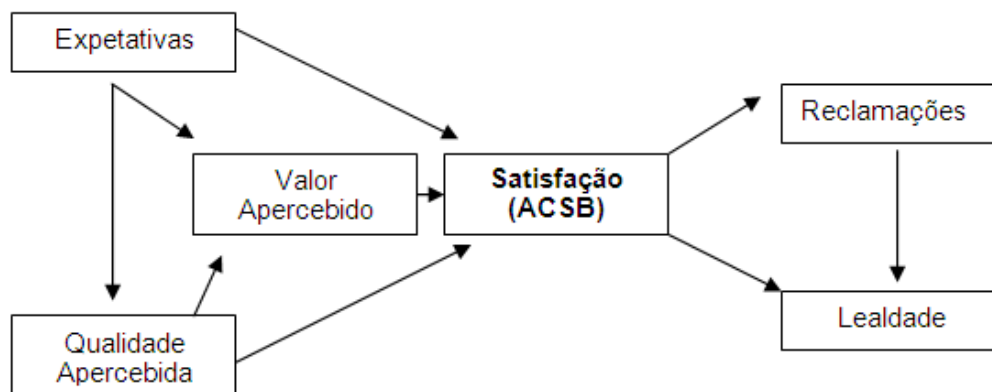 Expetativas
Reclamações
Valor
Apercebido
Satisfação
(ACSB)
Qualidade
Apercebida
Lealdade